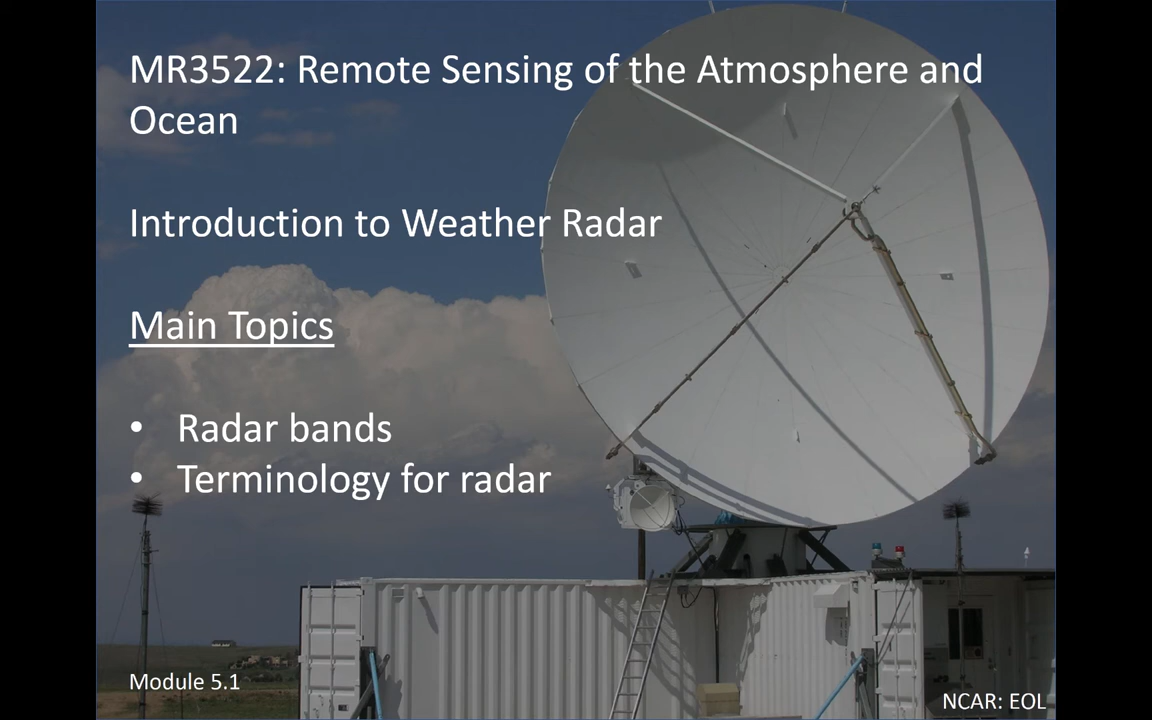 MR3522: Remote Sensing of the Atmosphere and
Ocean
Introduction to Weather Radar
Main Topics
• Radar bands
• Terminology for radar
Module 5.1
NCAR: EOL